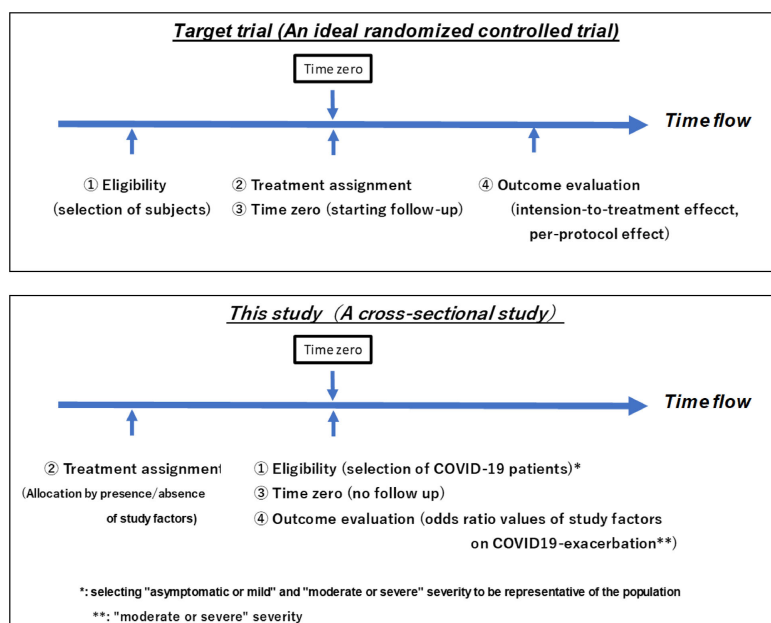 Target trial (An ideal randomized controlled trial)
Time zero
Time flow
① Eligibility
(selection of subjects)
② Treatment assignment
③ Time zero (starting follow-up)
④ Outcome evaluation
(intension-to-treatment effecct,
per-protocol effect)
This study (A cross-sectional study)
Time zero
Time flow
② Treatment assignment
(Allocation by presence/absence
of study factors)
① Eligibility (selection of COVID-19 patients)*
③ Time zero (no follow up)
④ Outcome evaluation (odds ratio values of study factors
on COVID19-exacerbation**)
*: selecting "asymptomatic or mild" and "moderate or severe" severity to be representative of the population
**: "moderate or severe" severity